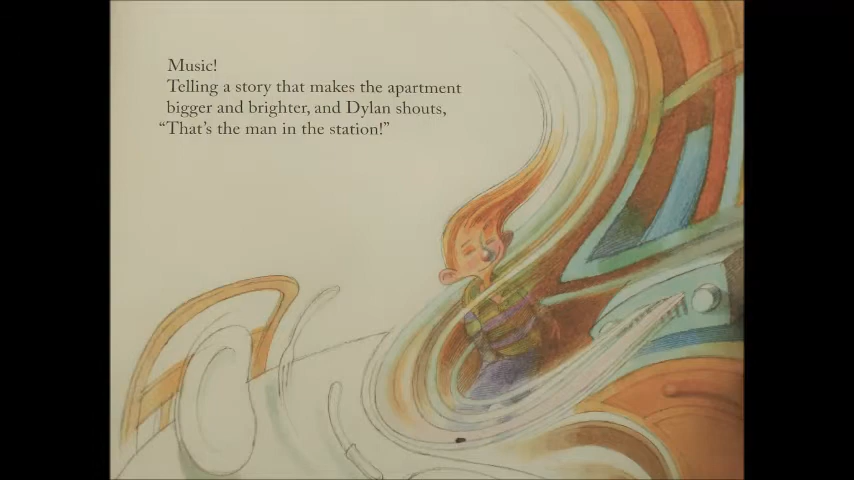 Music!
Telling a story that makes the apartment
bigger and brighter, and Dylan shouts,
“That’s the man in the station!”